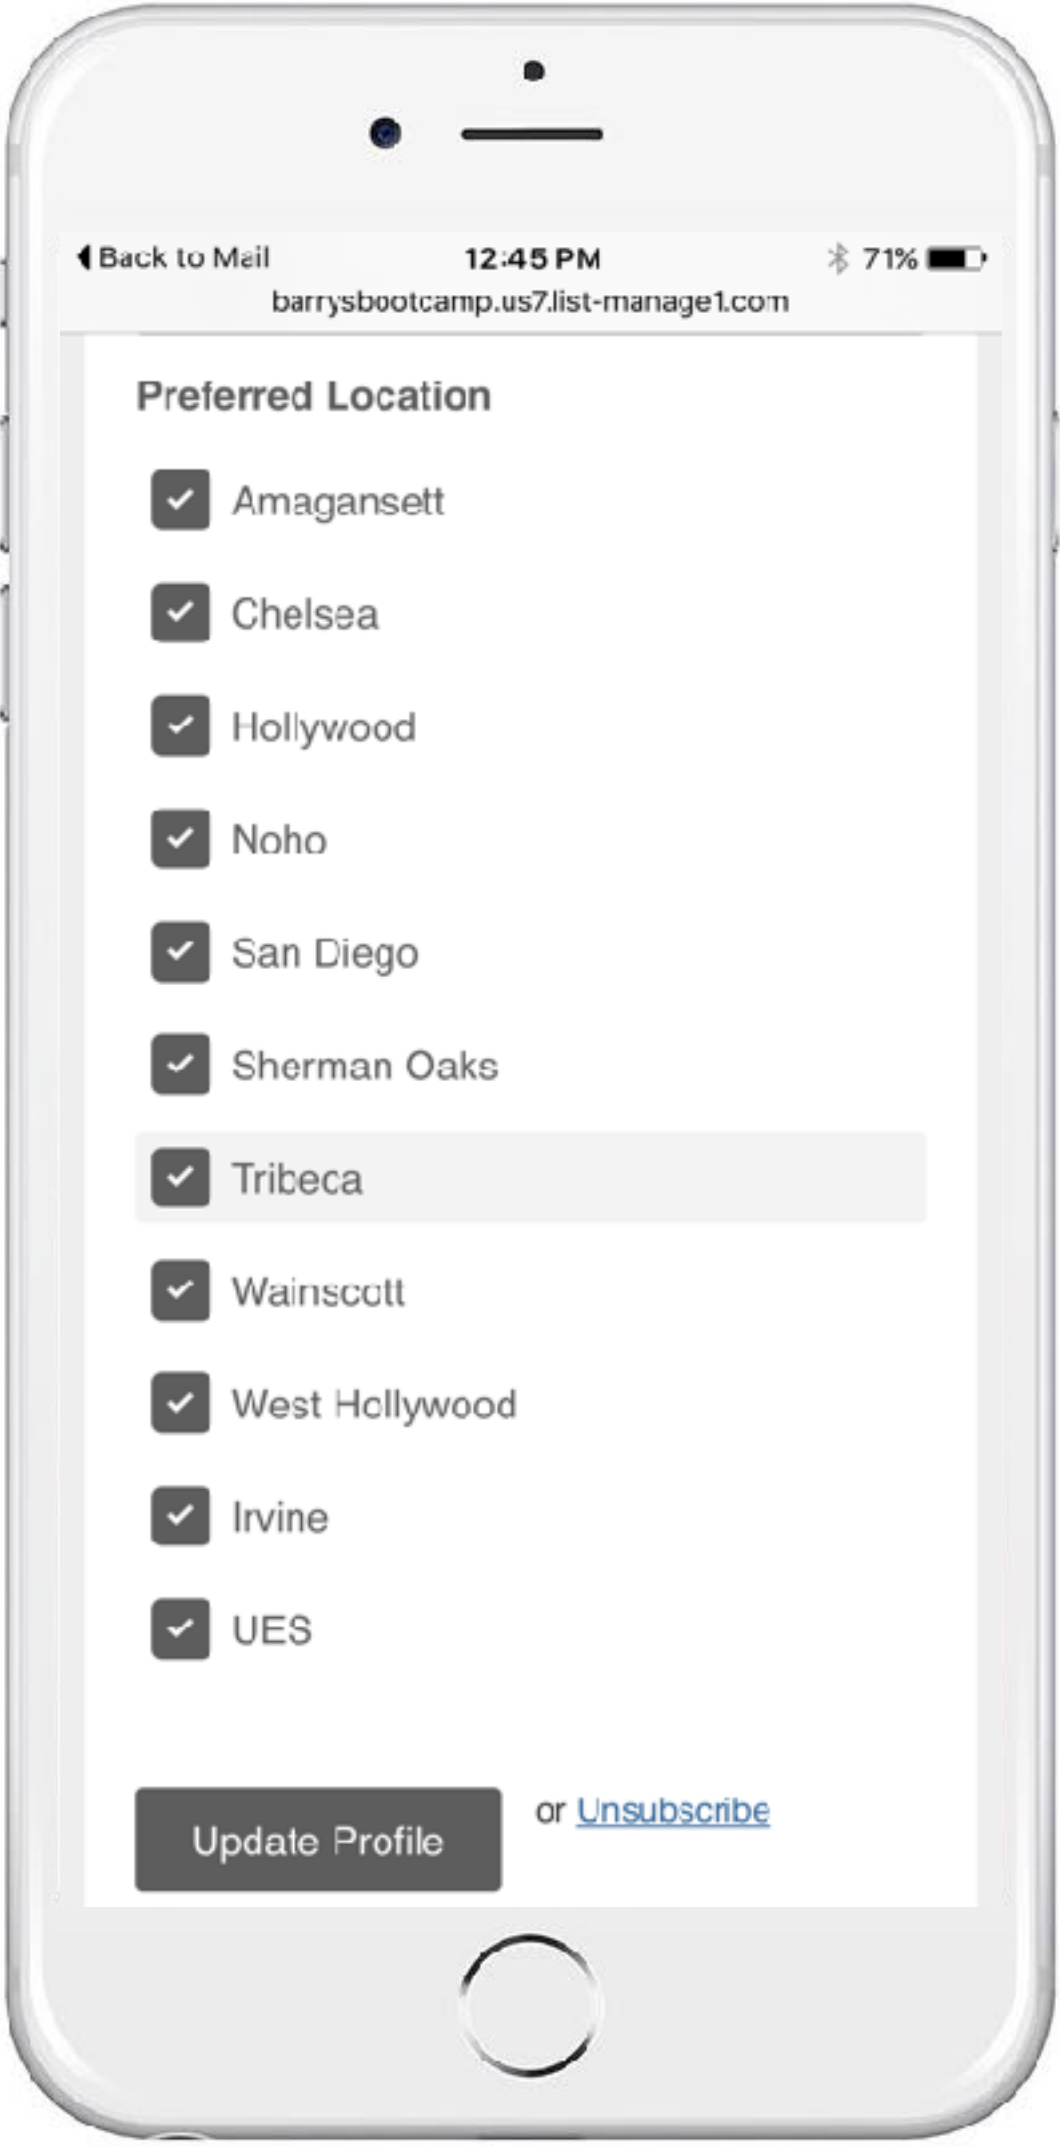 Back to Mail 12:45 PM 71%
barrysbootcamp.us7.list-manage1.com
Preferred Location
Amagansett
Chelsea
Hollywood
Noho
San Diego
Sherman Oaks
Tribeca
Wainscott
West Hollywood
Irvine
UES
Update Profile or Unsubscribe